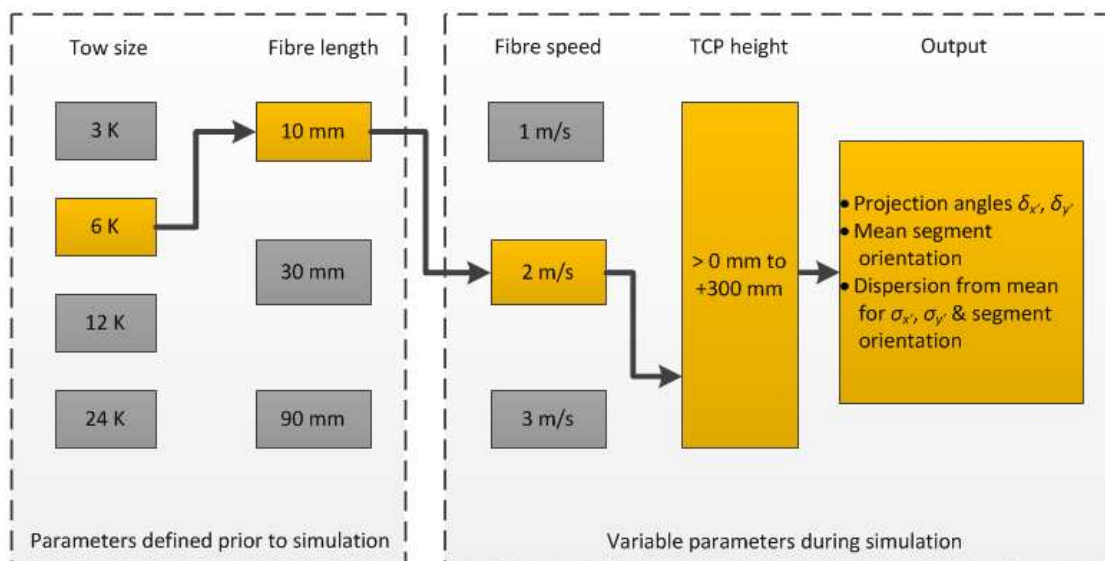 Tow size
Fibre length
Fibre speed
TCP height
Output
3 K
6 K
12 K
24 K
10 mm
30 mm
90 mm
1 m/s
2 m/s
3 m/s
> 0 mm to
+300 mm
• Projection angles δx', δy'
• Mean segment
orientation
• Dispersion from mean
for σx', σy' & segment
orientation
Parameters defined prior to simulation
Variable parameters during simulation